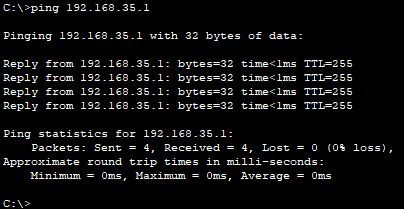 C:\>ping 192.168.35.1
Pinging 192.168.35.1 with 32 bytes of data:
Reply from 192.168.35.1: bytes=32 time<1ms TTL=255
Reply from 192.168.35.1: bytes=32 time<1ms TTL=255
Reply from 192.168.35.1: bytes=32 time<1ms TTL=255
Reply from 192.168.35.1: bytes=32 time<1ms TTL=255
Ping statistics for 192.168.35.1:
    Packets: Sent = 4, Received = 4, Lost = 0 (0% loss),
Approximate round trip times in milli-seconds:
    Minimum = 0ms, Maximum = 0ms, Average = 0ms
C:\>